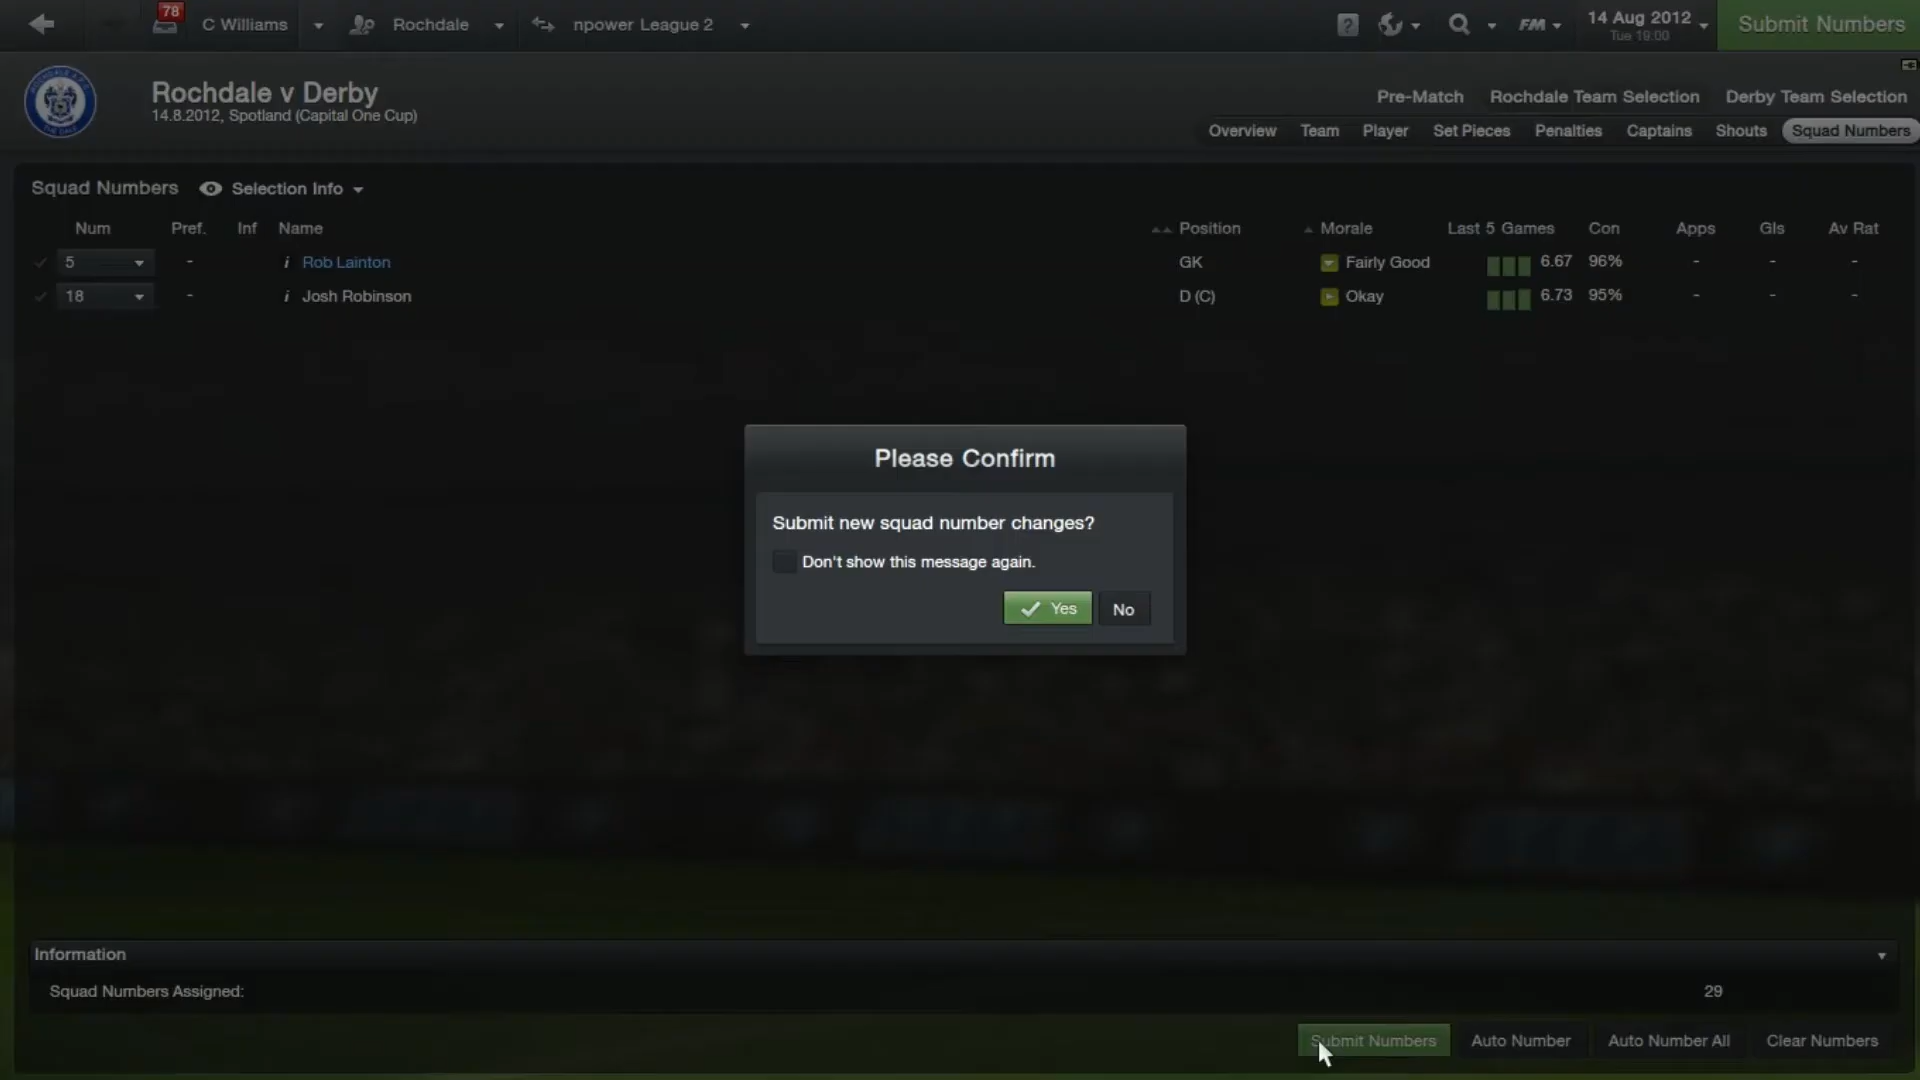 78
C Williams
Rochdale
npower League 2
?
FM
14 Aug 2012
Tue 19:00
Submit Numbers
Rochdale v Derby
14.8.2012, Spotland (Capital One Cup)
Pre-Match Rochdale Team Selection Derby Team Selection
Overview Team Player Set Pieces Penalties Captains Shouts Squad Numbers
Squad Numbers Selection Info
Num Pref. Inf Name Position Morale Last 5 Games Con Apps Gls Av Rat
5 - i Rob Lainton GK Fairly Good 6.67 96% - - -
18 - i Josh Robinson D (C) Okay 6.73 95% - - -
Please Confirm
Submit new squad number changes?
Don't show this message again.
Yes No
Information
Squad Numbers Assigned: 29
Submit Numbers Auto Number Auto Number All Clear Numbers